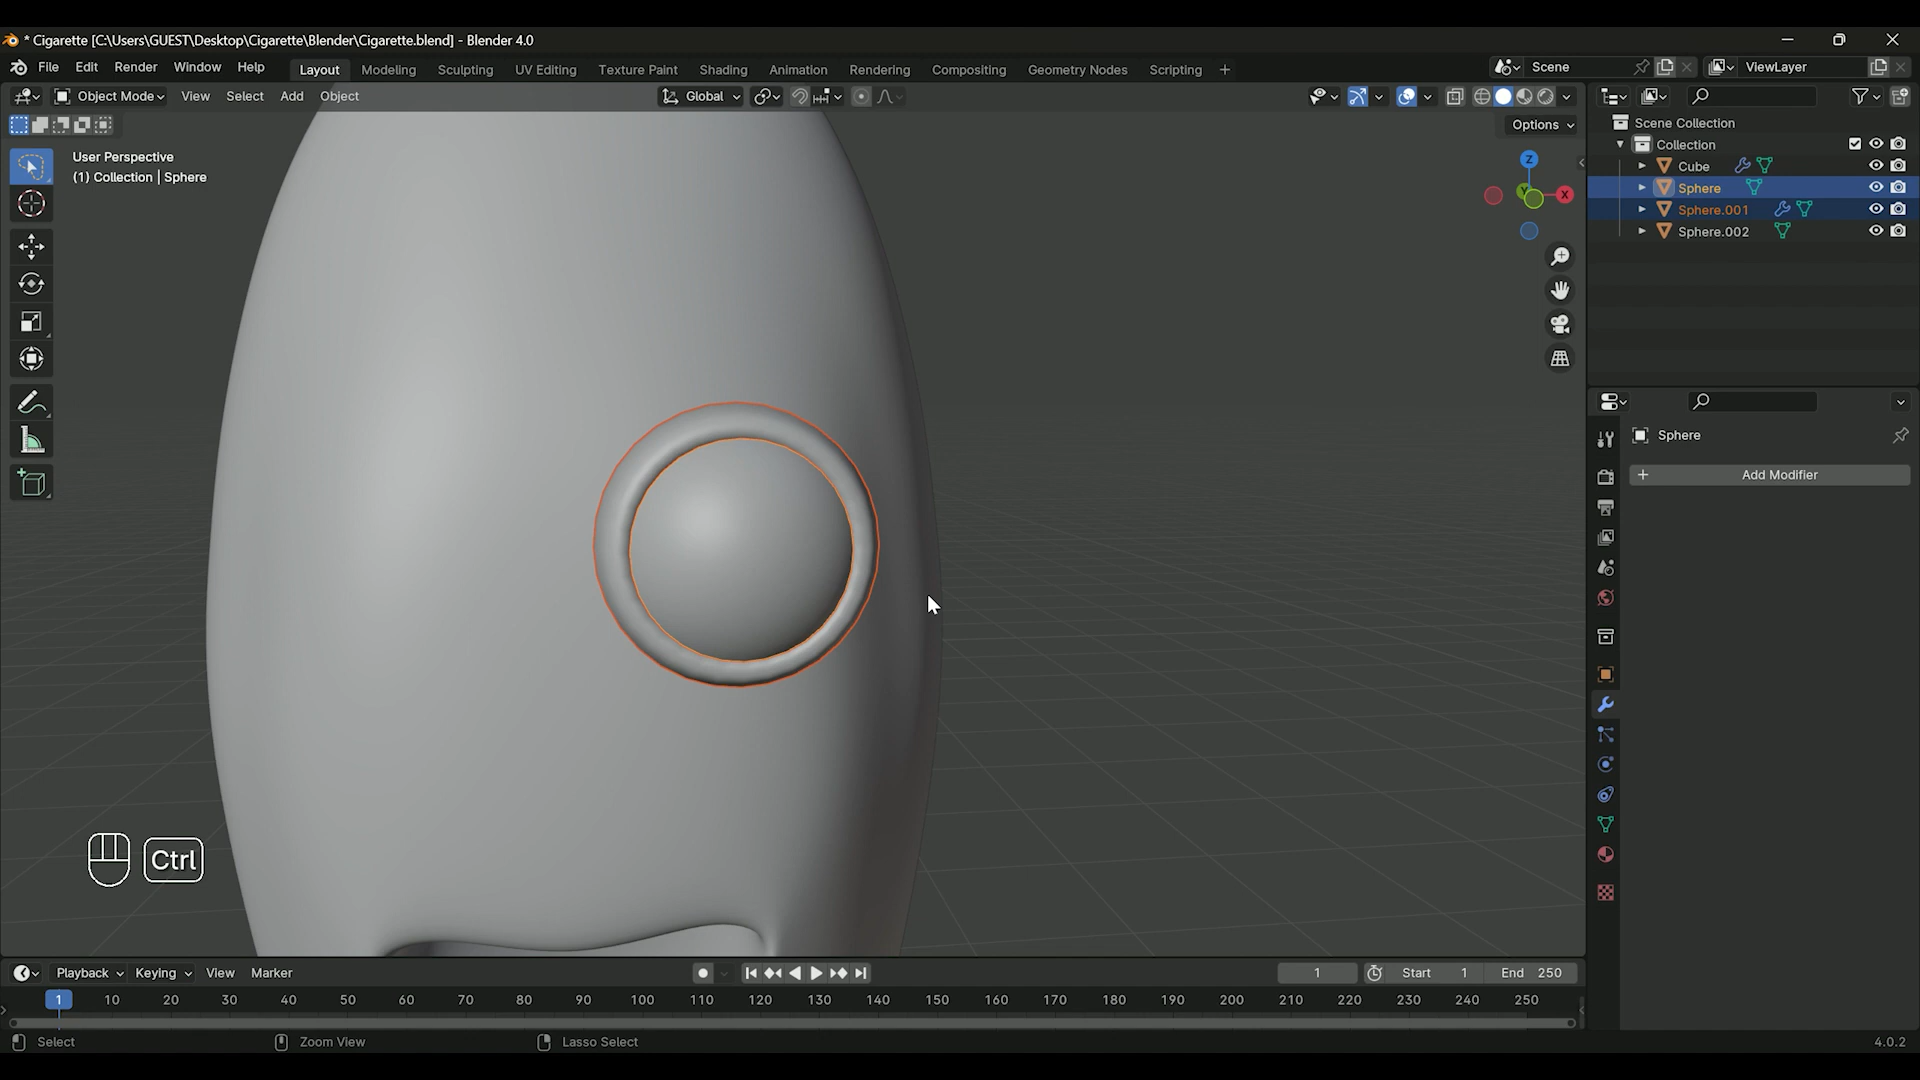 * Cigarette [C:\Users\GUEST\Desktop\Cigarette\Blender\Cigarette.blend] - Blender 4.0
File Edit Render Window Help Layout Modeling Sculpting UV Editing Texture Paint Shading Animation Rendering Compositing Geometry Nodes Scripting + Scene ViewLayer
Object Mode View Select Add Object Global
Options
User Perspective
(1) Collection | Sphere
Z
Y
X
Scene Collection
Collection
Cube
Sphere
Sphere.001
Sphere.002
Sphere
+ Add Modifier
Ctrl
Playback Keying View Marker 1 Start 1 End 250
1 10 20 30 40 50 60 70 80 90 100 110 120 130 140 150 160 170 180 190 200 210 220 230 240 250
Select Zoom View Lasso Select 4.0.2